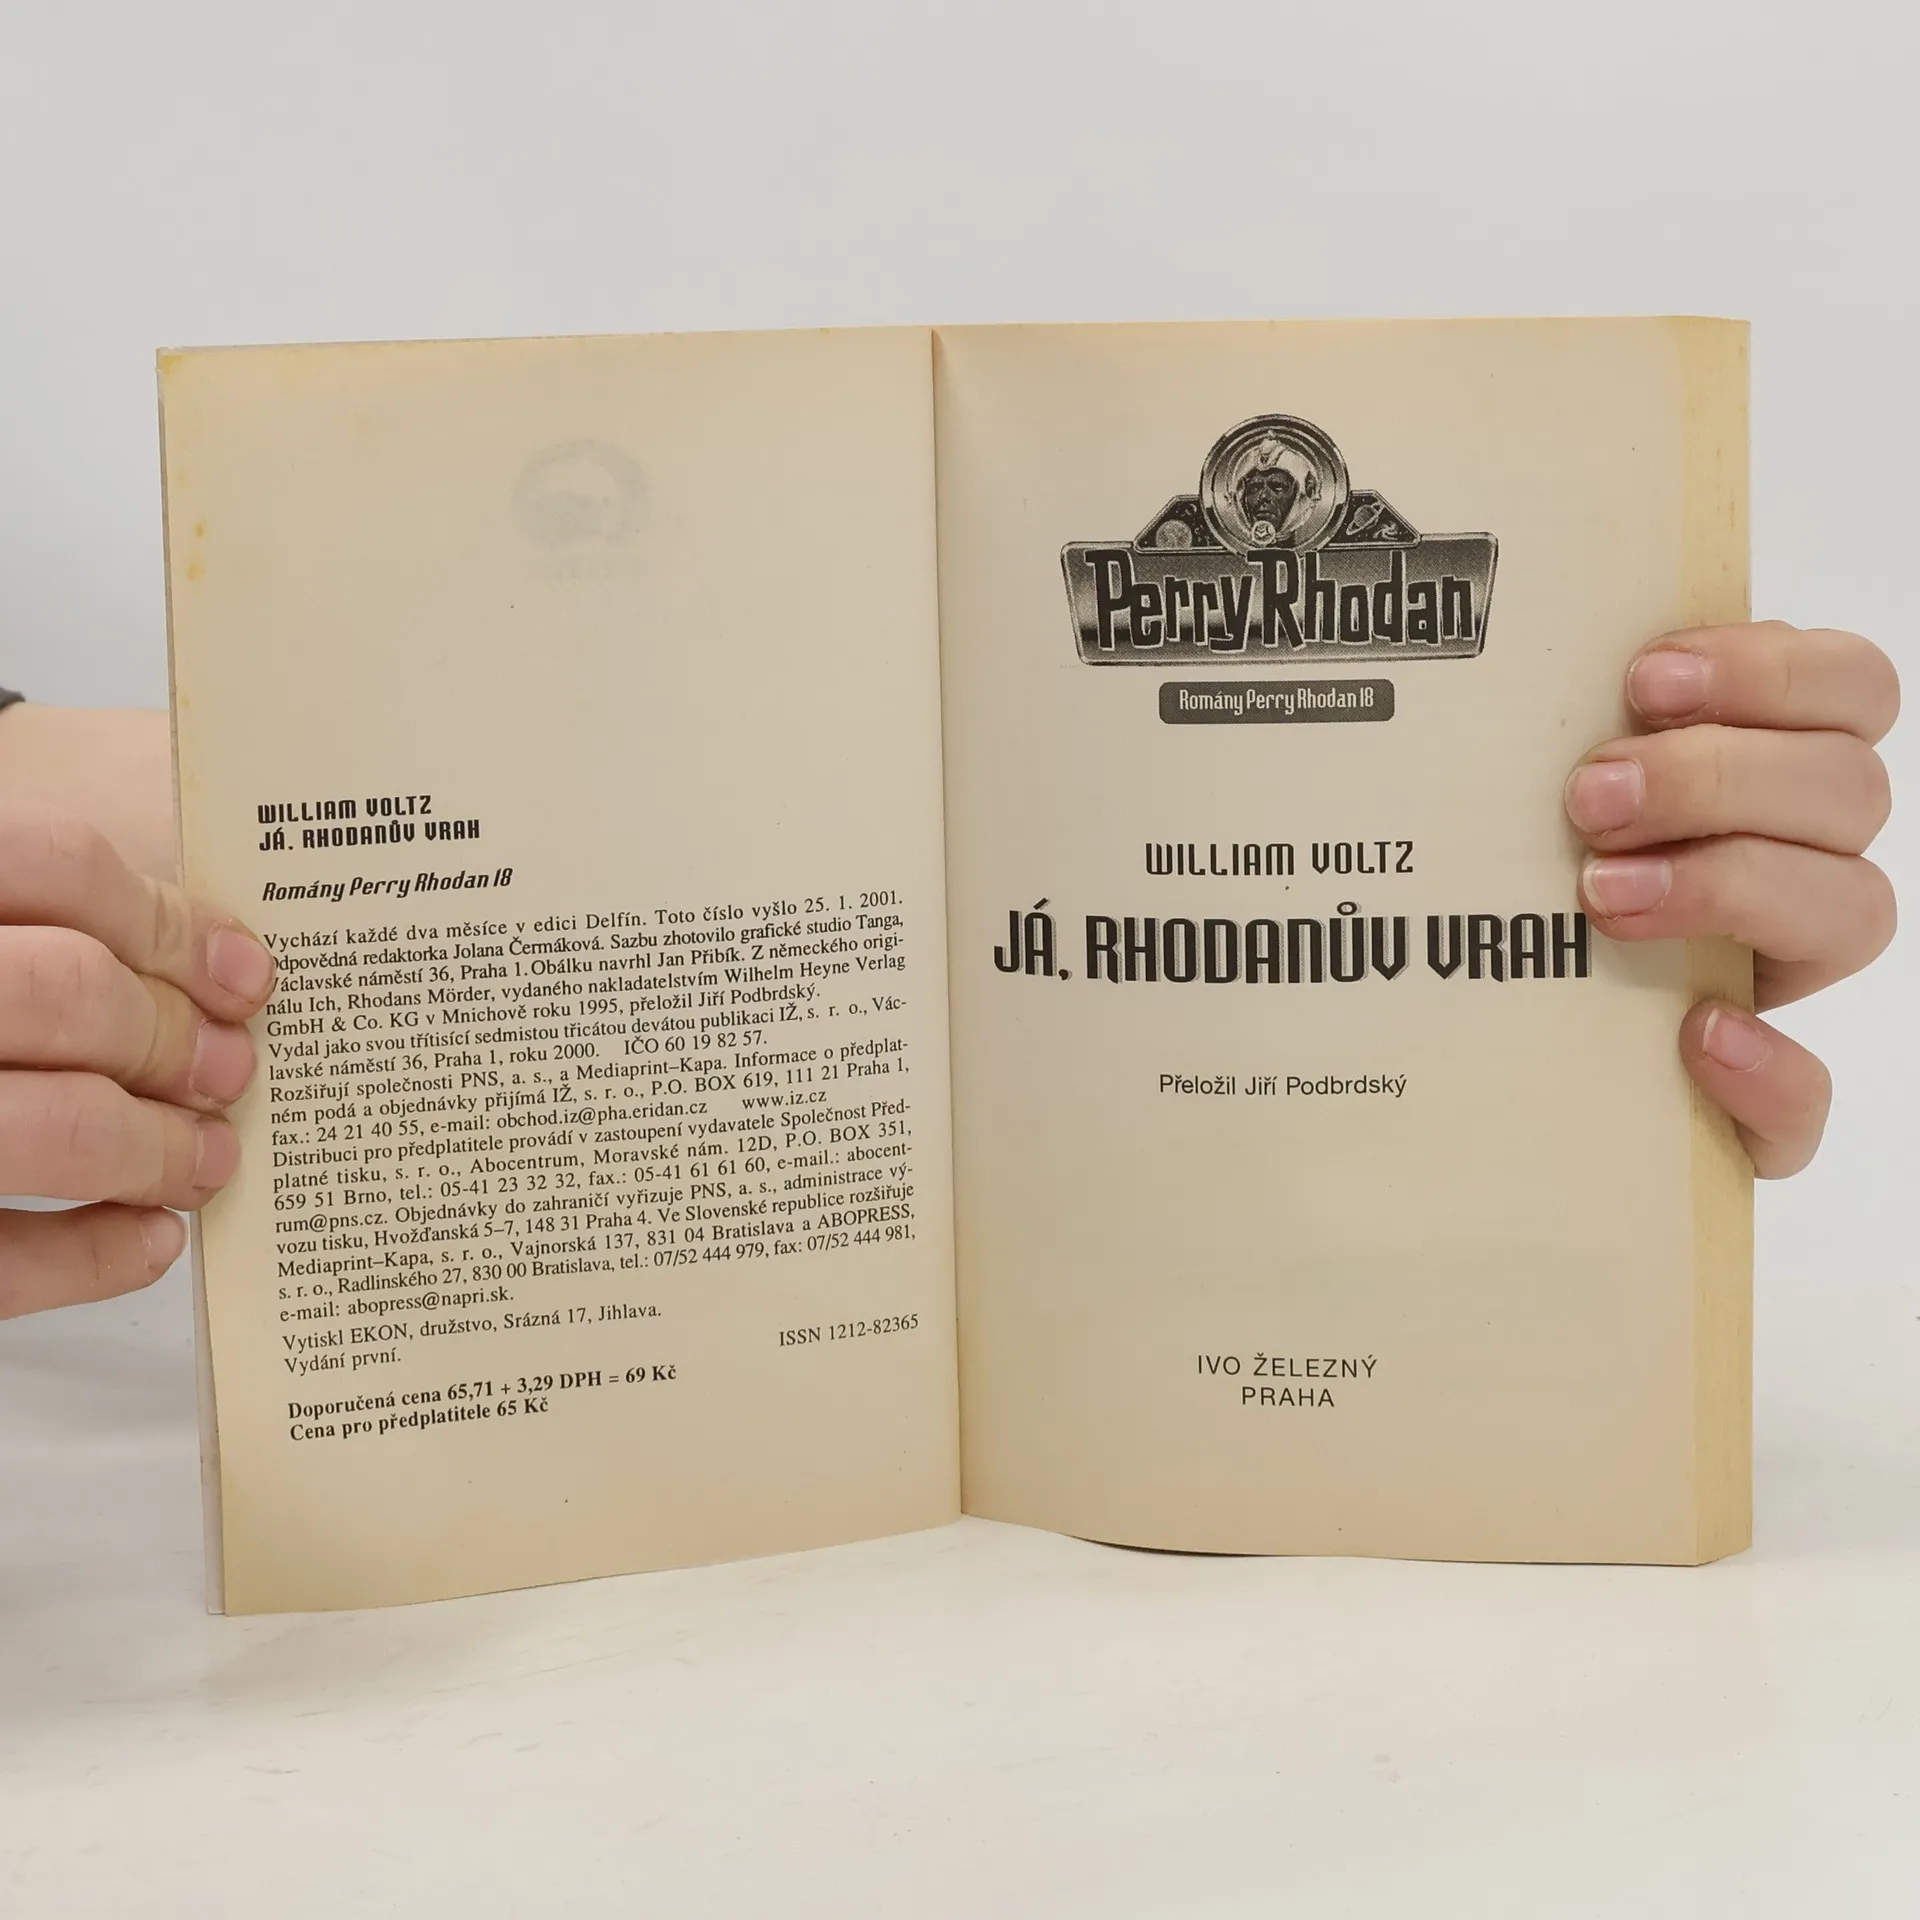 WILLIAM VOLTZ
JÁ, RHODANŮV VRAH
Romány Perry Rhodan 18
Vychází každé dva měsíce v edici Delfín. Toto číslo vyšlo 25. 1. 2001.
dpovědná redaktorka Jolana Čermáková. Sazbu zhotovilo grafické studio Tanga,
áclavské náměstí 36, Praha 1. Obálku navrhl Jan Přibík. Z německého origi-
nálu Ich, Rhodans Mörder, vydaného nakladatelstvím Wilhelm Heyne Verlag
GmbH & Co. KG v Mnichově roku 1995, přeložil Jiří Podbrdský.
Vydal jako svou třítisící sedmistou třicátou devátou publikaci IŽ, s. r. o., Vác-
lavské náměstí 36, Praha 1, roku 2000. IČO 60 19 82 57.
Rozšiřují společnosti PNS, a. s., a Mediaprint–Kapa. Informace o předplat-
ném podá a objednávky přijímá IŽ, s. r. o., P.O. BOX 619, 111 21 Praha 1,
fax.: 24 21 40 55, e-mail: obchod.iz@pha.eridan.cz www.iz.cz
Distribuci pro předplatitele provádí v zastoupení vydavatele Společnost Před-
platné tisku, s. r. o., Abocentrum, Moravské nám. 12D, P.O. BOX 351,
659 51 Brno, tel.: 05-41 23 32 32, fax.: 05-41 61 61 60, e-mail.: abocent-
rum@pns.cz. Objednávky do zahraničí vyřizuje PNS, a. s., administrace vý-
vozu tisku, Hvožďanská 5–7, 148 31 Praha 4. Ve Slovenské republice rozšiřuje
Mediaprint–Kapa, s. r. o., Vajnorská 137, 831 04 Bratislava a ABOPRESS,
s. r. o., Radlinského 27, 830 00 Bratislava, tel.: 07/52 444 979, fax: 07/52 444 981,
e-mail: abopress@napri.sk.
Vytiskl EKON, družstvo, Srázná 17, Jihlava.
Vydání první.
ISSN 1212-82365
Doporučená cena 65,71 + 3,29 DPH = 69 Kč
Cena pro předplatitele 65 Kč
Perry Rhodan
Romány Perry Rhodan 18
WILLIAM VOLTZ
JÁ, RHODANŮV VRAH
Přeložil Jiří Podbrdský
IVO ŽELEZNÝ
PRAHA